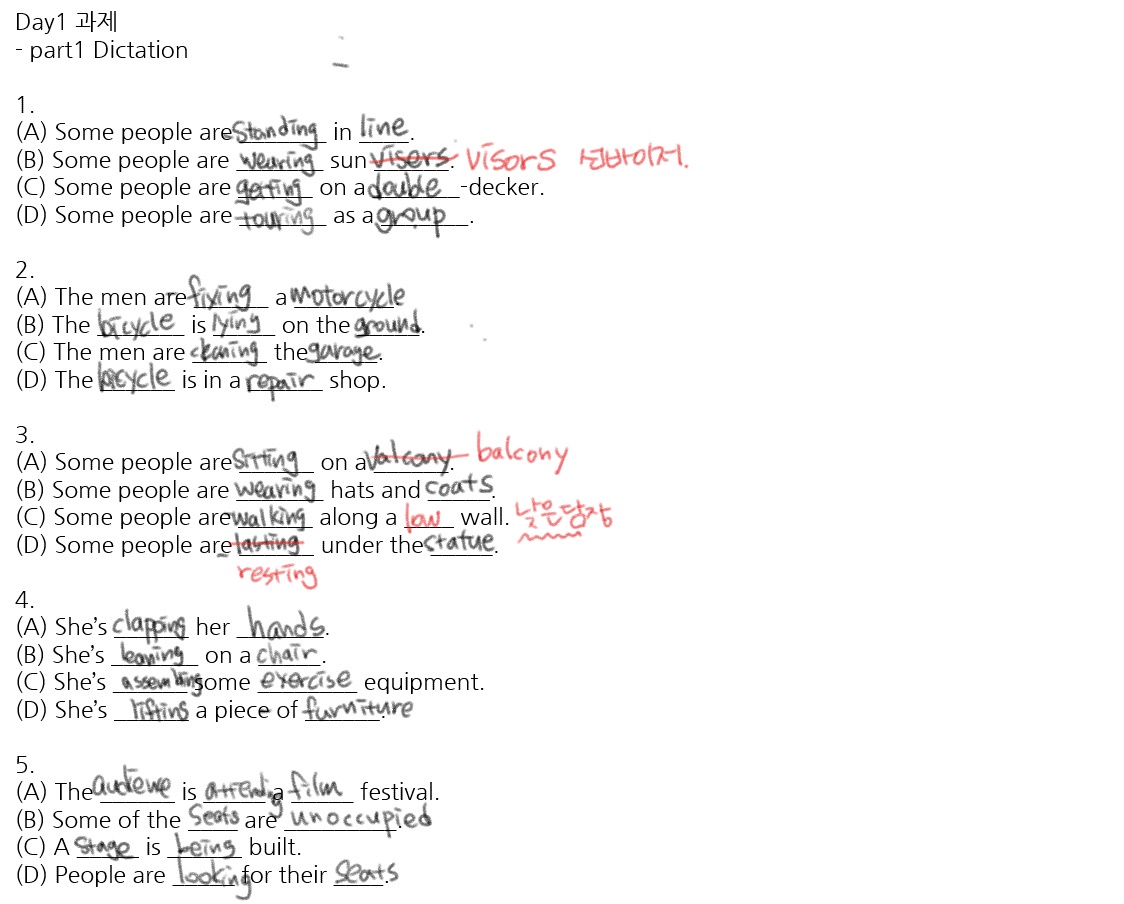 Day1 과제
- part1 Dictation
1.
(A) Some people are standing in line.
(B) Some people are wearing sun visers. visors 선바이저.
(C) Some people are getting on a double-decker.
(D) Some people are touring as a group.
2.
(A) The men are fixing a motorcycle
(B) The bicycle is lying on the ground.
(C) The men are cleaning the garage.
(D) The bicycle is in a repair shop.
3.
(A) Some people are sitting on a valcony. balcony
(B) Some people are wearing hats and coats.
(C) Some people are walking along a low wall. 낮은담장
(D) Some people are lasting under the statue.
resting
4.
(A) She's clapping her hands.
(B) She's leaning on a chair.
(C) She's assembling some exercise equipment.
(D) She's lifting a piece of furniture.
5.
(A) The audience is attending a film festival.
(B) Some of the seats are unoccupied.
(C) A stage is being built.
(D) People are looking for their seats.